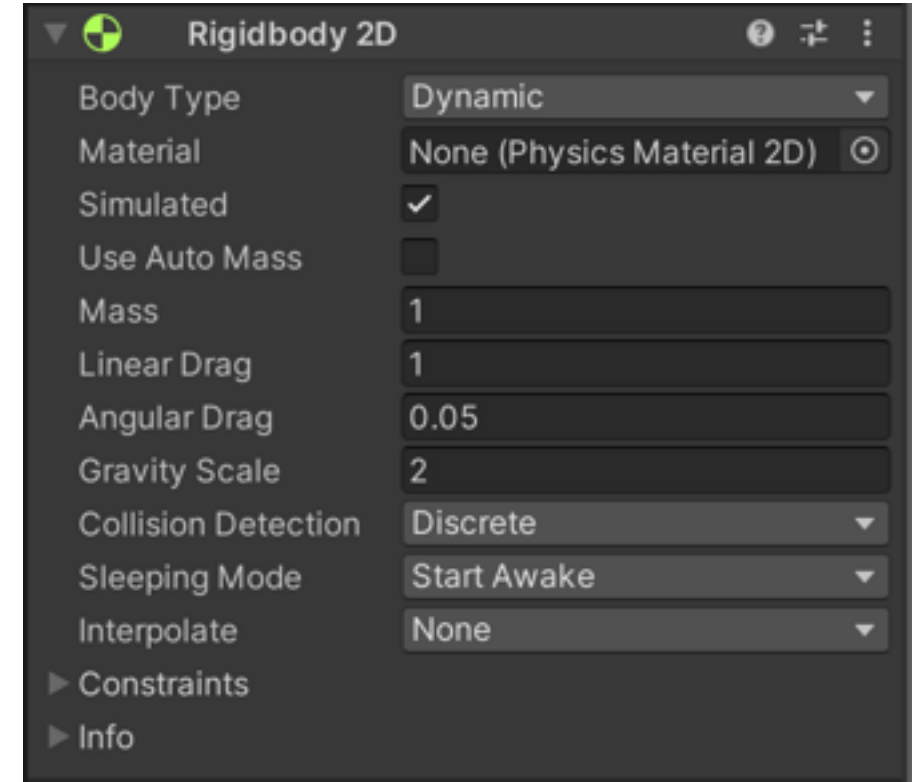 Rigidbody 2D
Body Type Dynamic
Material None (Physics Material 2D)
Simulated
Use Auto Mass
Mass 1
Linear Drag 1
Angular Drag 0.05
Gravity Scale 2
Collision Detection Discrete
Sleeping Mode Start Awake
Interpolate None
Constraints
Info